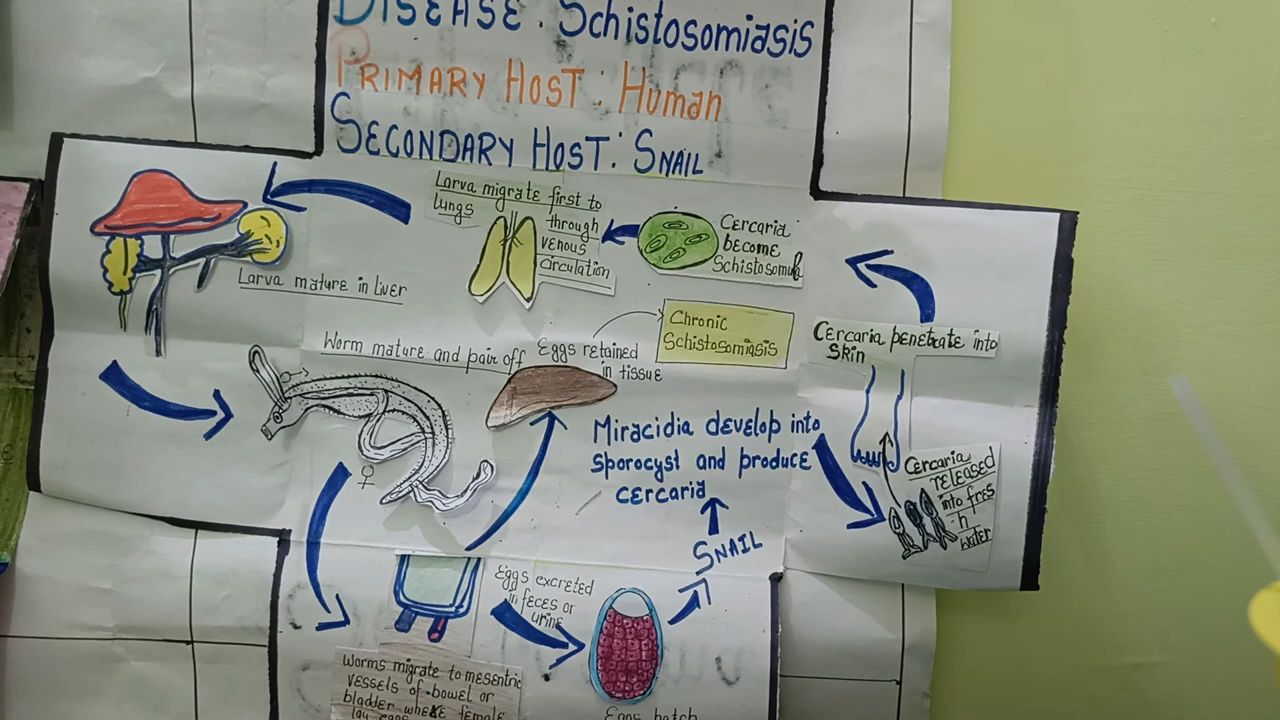 DISEASE. Schistosomiasis
PRIMARY HOST: Human
SECONDARY HOST: SNAIL
Larva migrate first to
lungs
through
venous
circulation
Cercaria
become
Schistosomula
Larva mature in Liver
Cercaria penetrate into
skin
Chronic
Schistosomiasis
Worm mature and pair off
Eggs retained
in tissue
Miracidia develop into
sporocyst and produce
cercaria
Cercaria
released
into fres
h
water
♂
♀
SNAIL
Eggs excreted
in feces or
urine
Worms migrate to mesentric
vessels of bowel or
bladder where female
lay eggs
Eggs hatch